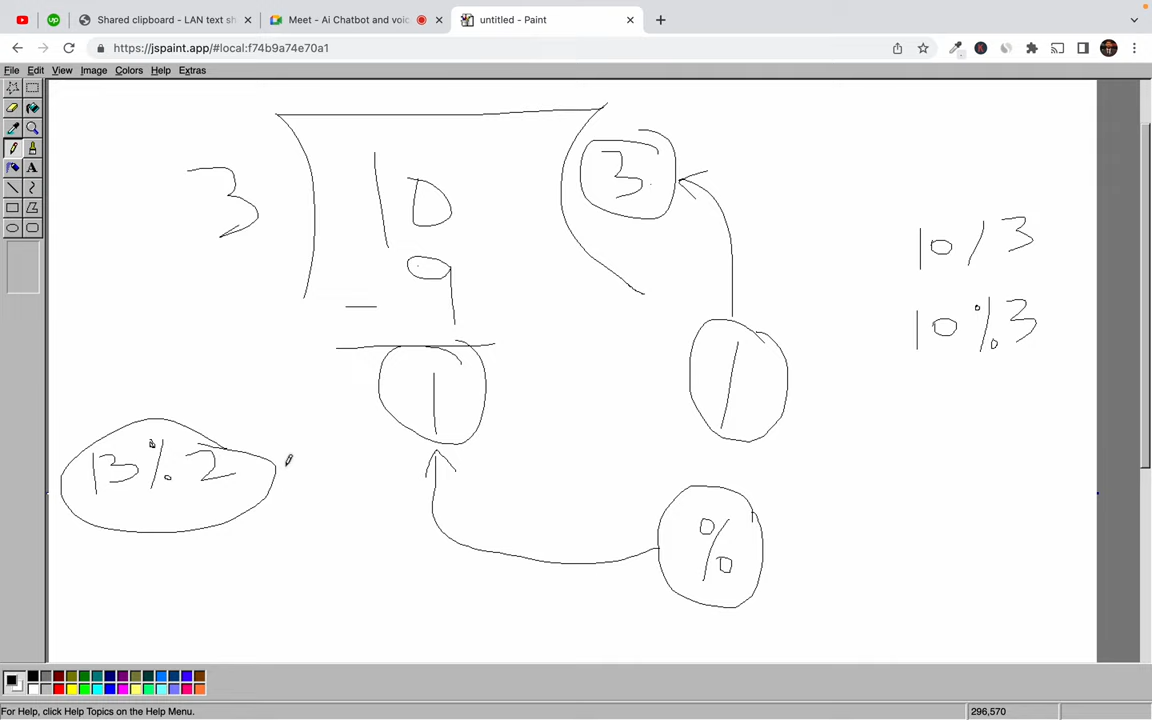 Shared clipboard - LAN text sh
Meet - Ai Chatbot and voic
untitled - Paint
https://jspaint.app/#local:f74b9a74e70a1
File Edit View Image Colors Help Extras
3 10 3
9
-
1 /
%
10/3
10%3
13%2
For Help, click Help Topics on the Help Menu.
296,570